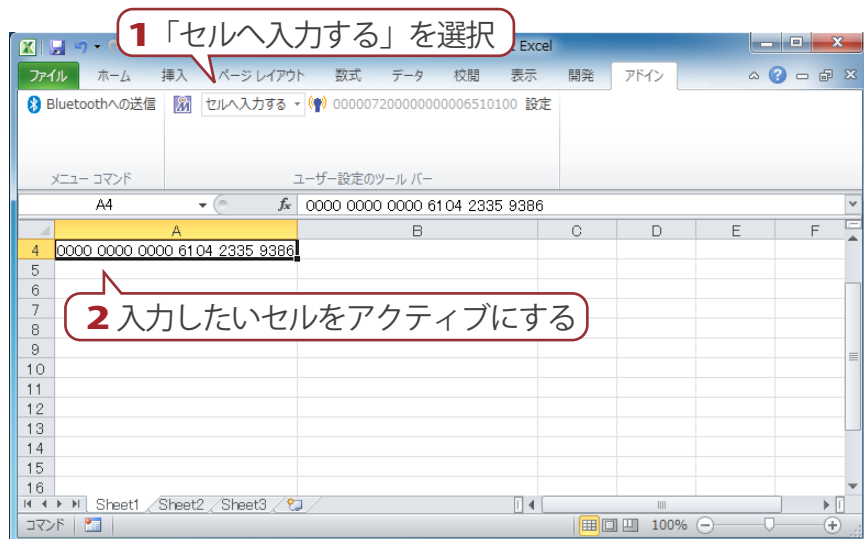 1「セルへ入力する」を選択
Excel
ファイル ホーム 挿入 ページ レイアウト 数式 データ 校閲 表示 開発 アドイン
Bluetoothへの送信 セルへ入力する 000007200000000006510100 設定
メニュー コマンド ユーザー設定のツール バー
A4 fx 0000 0000 0000 6104 2335 9386
A B C D E F
4 0000 0000 0000 6104 2335 9386
5
6
2 入力したいセルをアクティブにする
7
8
9
10
11
12
13
14
15
16
Sheet1 Sheet2 Sheet3
コマンド 100%